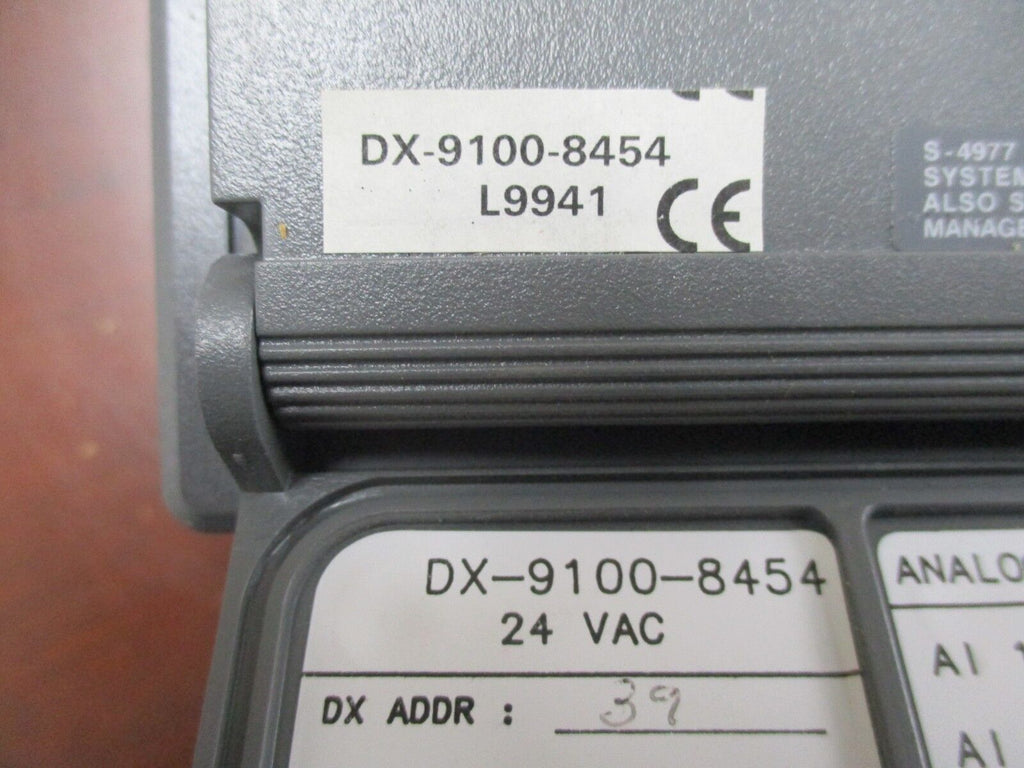 DX-9100-8454
L9941
CE
S-4977
SYSTEM
ALSO S
MANAGE
DX-9100-8454
24 VAC
DX ADDR : 39
ANALO
AI 1
AI